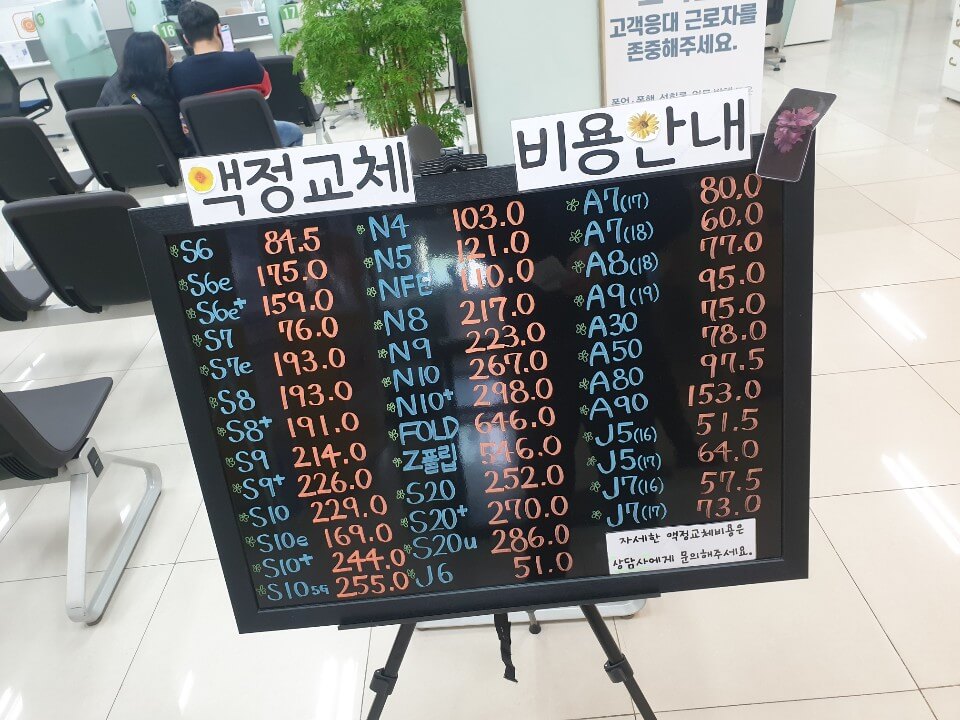 16
17
고객응대 근로자를
존중해주세요.
액정교체
비용안내
S6 84.5
S6e 175.0
S6e+ 159.0
S7 76.0
S7e 193.0
S8 193.0
S8+ 191.0
S9 214.0
S9+ 226.0
S10 229.0
S10e 169.0
S10+ 244.0
S10 5G 255.0
N4 103.0
N5 121.0
NFE 110.0
N8 217.0
N9 223.0
N10 267.0
N10+ 298.0
FOLD 646.0
Z플립 546.0
S20 252.0
S20+ 270.0
S20u 286.0
J6 51.0
A7(17) 80.0
A7(18) 60.0
A8(18) 77.0
A9(19) 95.0
A30 75.0
A50 78.0
A80 97.5
A90 153.0
J5(16) 51.5
J5(17) 64.0
J7(16) 57.5
J7(17) 73.0
자세한 액정교체비용은
상담사에게 문의해주세요.